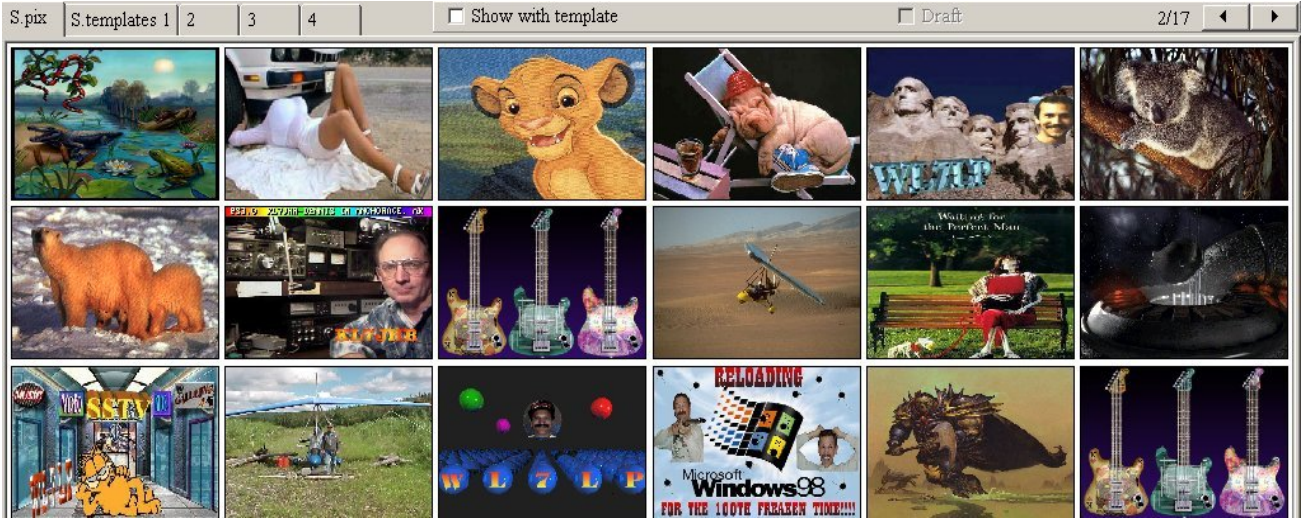 S.pix S.templates 1 2 3 4 Show with template Draft 2/17
WL7LP
Waiting for
the Perfect Man
KL7JHR
SSTV
RELOADING
W L 7 L P
Microsoft
Windows98
FOR THE 100TH FREAKEN TIME!!!!